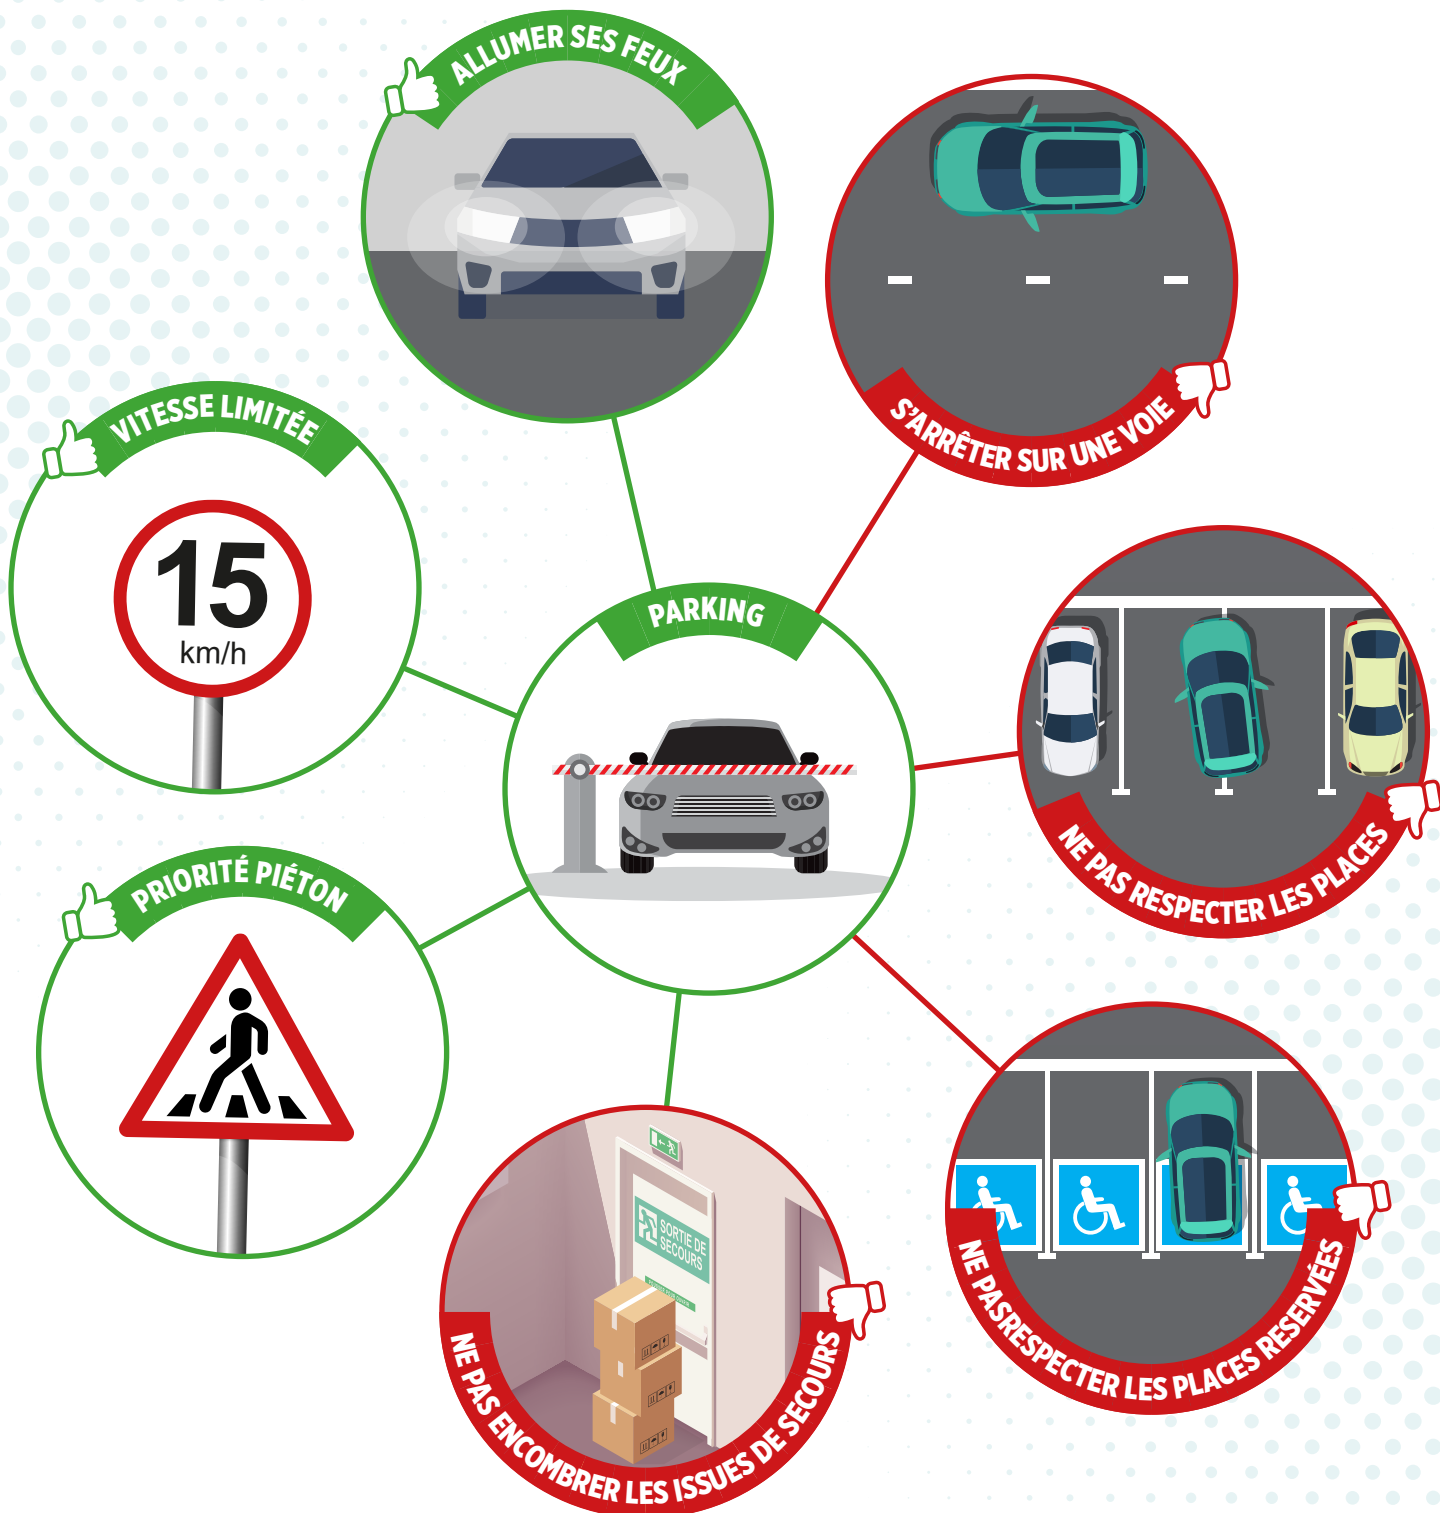 ALLUMER SES FEUX
S'ARRÊTER SUR UNE VOIE
VITESSE LIMITÉE
15
km/h
PARKING
NE PAS RESPECTER LES PLACES
PRIORITÉ PIÉTON
SORTIE DE
SECOURS
NE PAS ENCOMBRER LES ISSUES DE SECOURS
NE PASRESPECTER LES PLACES RESERVÉES